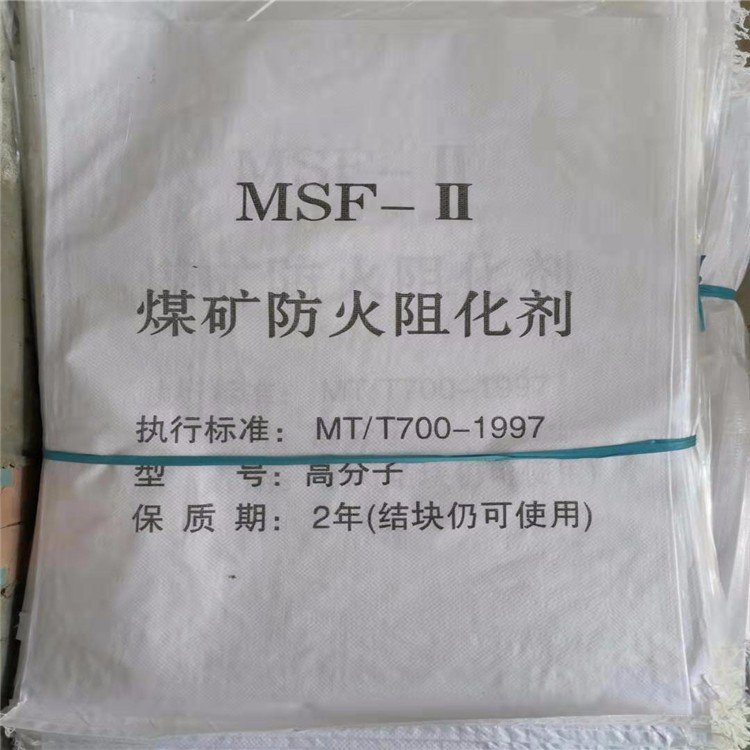 MSF-Ⅱ
煤矿防火阻化剂
执行标准：MT/T700-1997
型 号：高分子
保质期：2年(结块仍可使用)